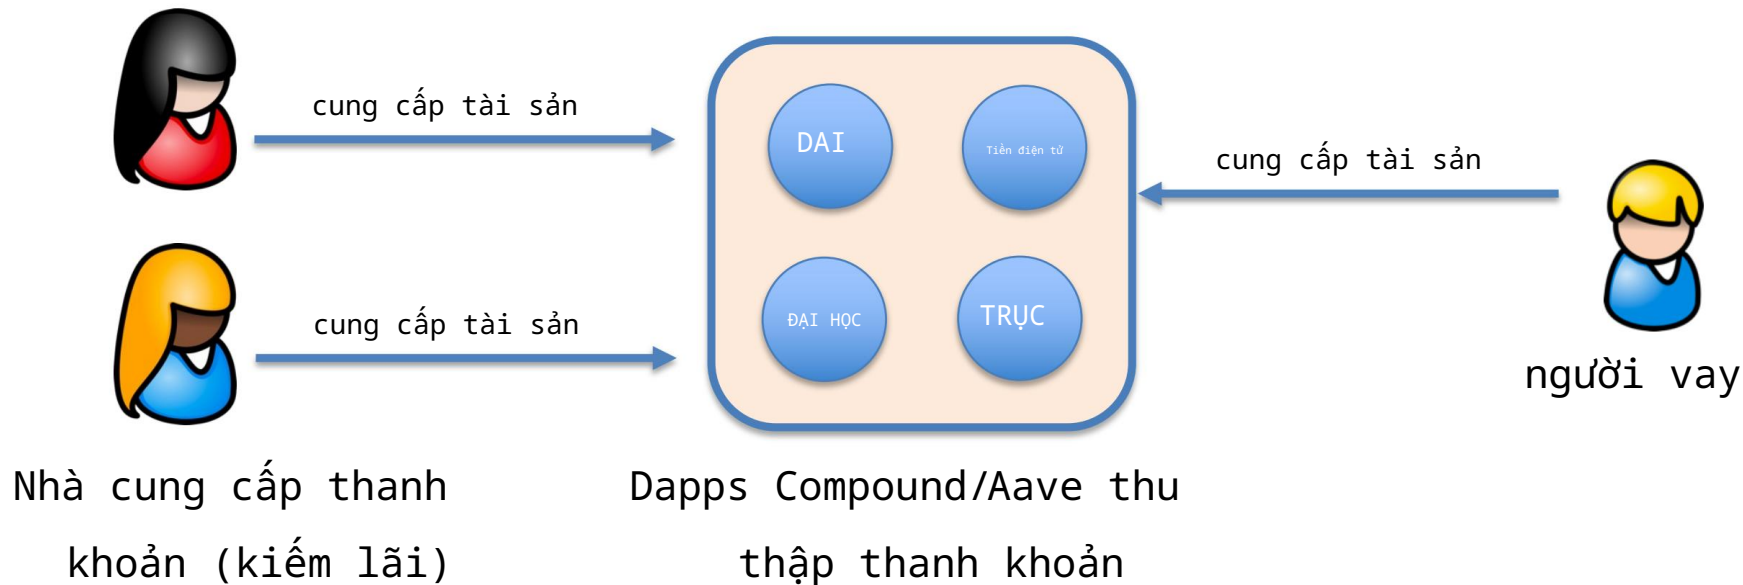 cung cấp tài sản
DAI
Tiền điện tử
cung cấp tài sản
cung cấp tài sản
ĐẠI HỌC
TRỤC
người vay
Nhà cung cấp thanh
khoản (kiếm lãi)
Dapps Compound/Aave thu
thập thanh khoản